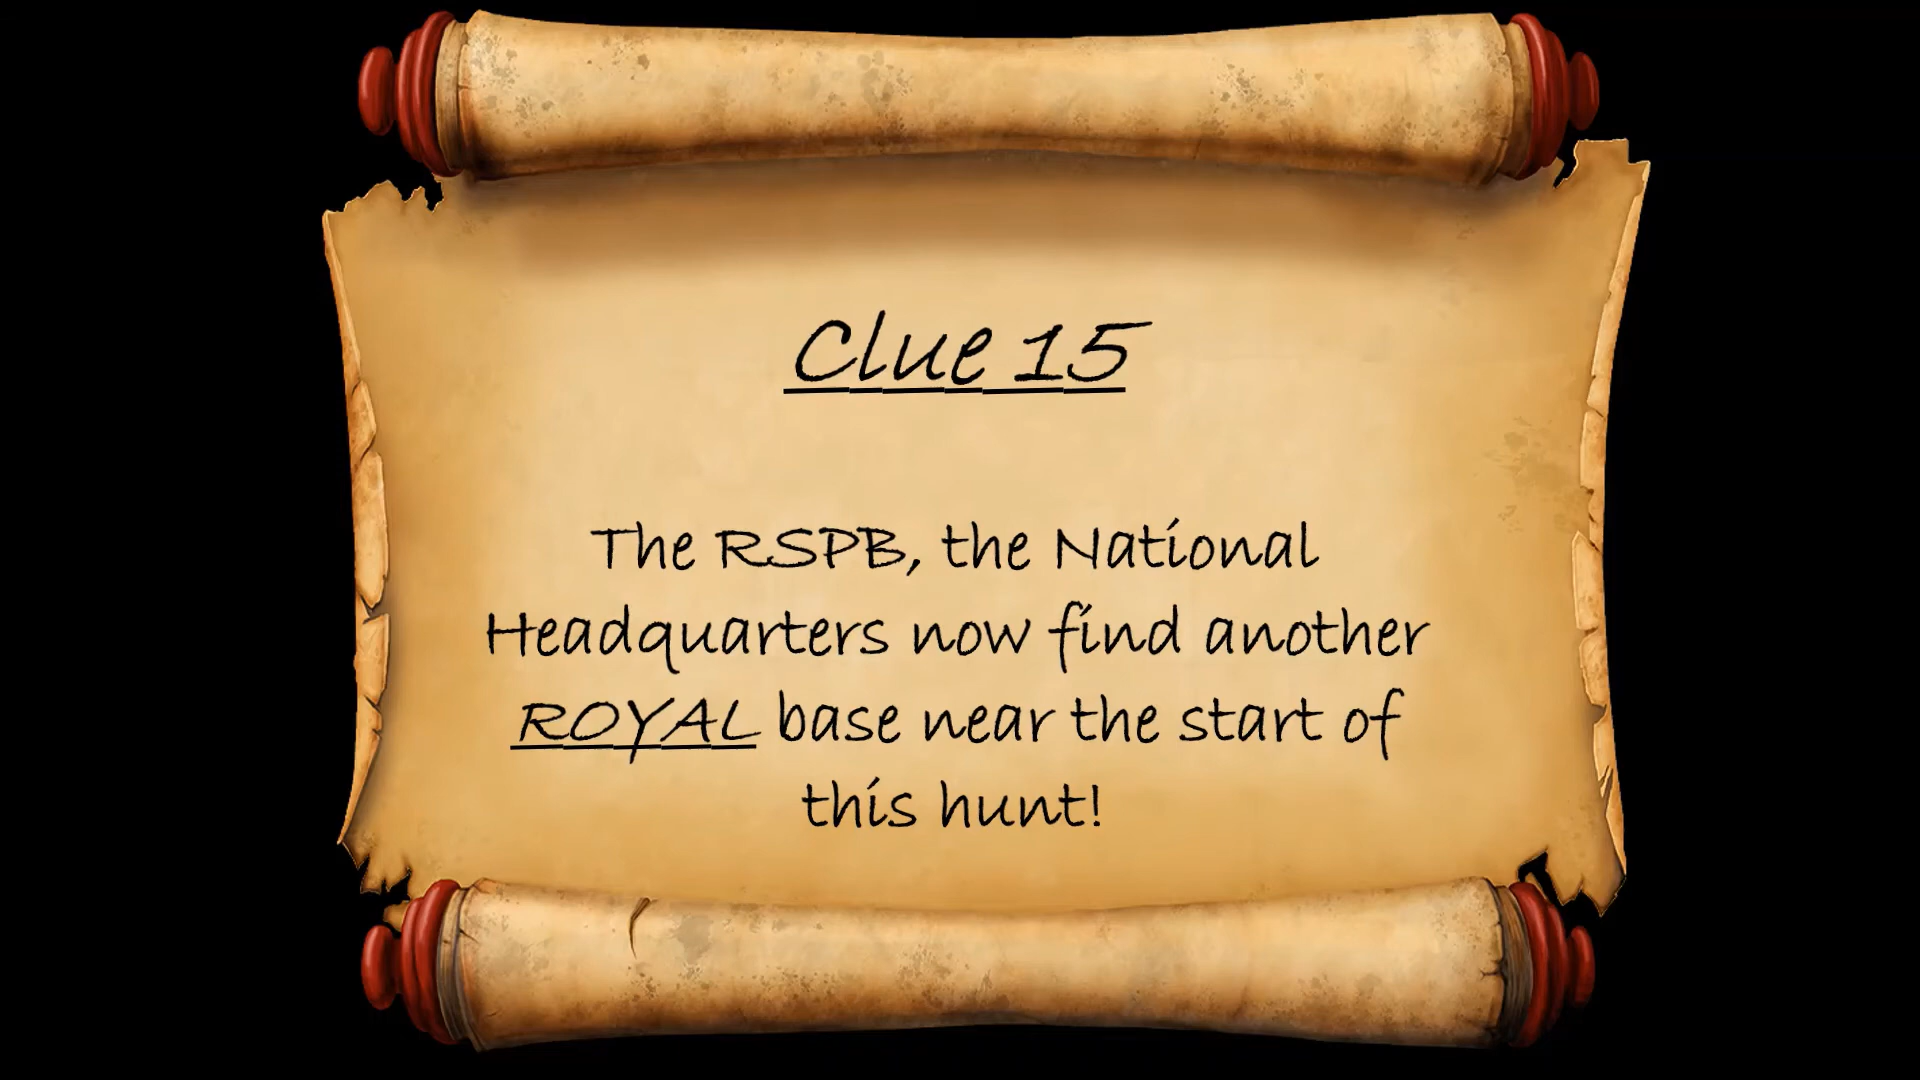 Clue 15
The RSPB, the National
Headquarters now find another
ROYAL base near the start of
this hunt!